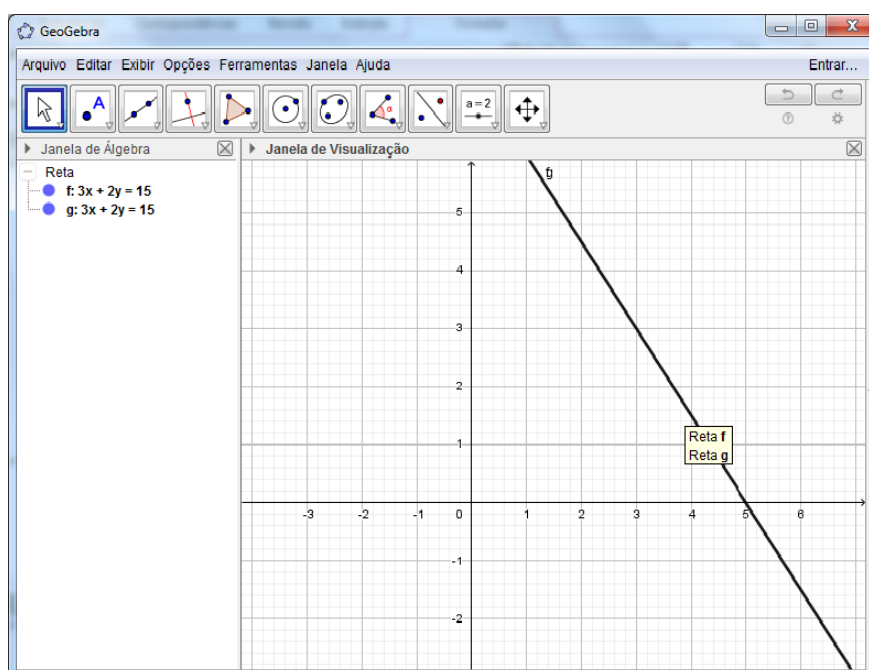 GeoGebra
Arquivo Editar Exibir Opções Ferramentas Janela Ajuda Entrar...
A α a = 2
Janela de Álgebra
Janela de Visualização
Reta
f: 3x + 2y = 15
g: 3x + 2y = 15
5
4
3
2
1
Reta f
Reta g
-3 -2 -1 0 1 2 3 4 5 6
-1
-2